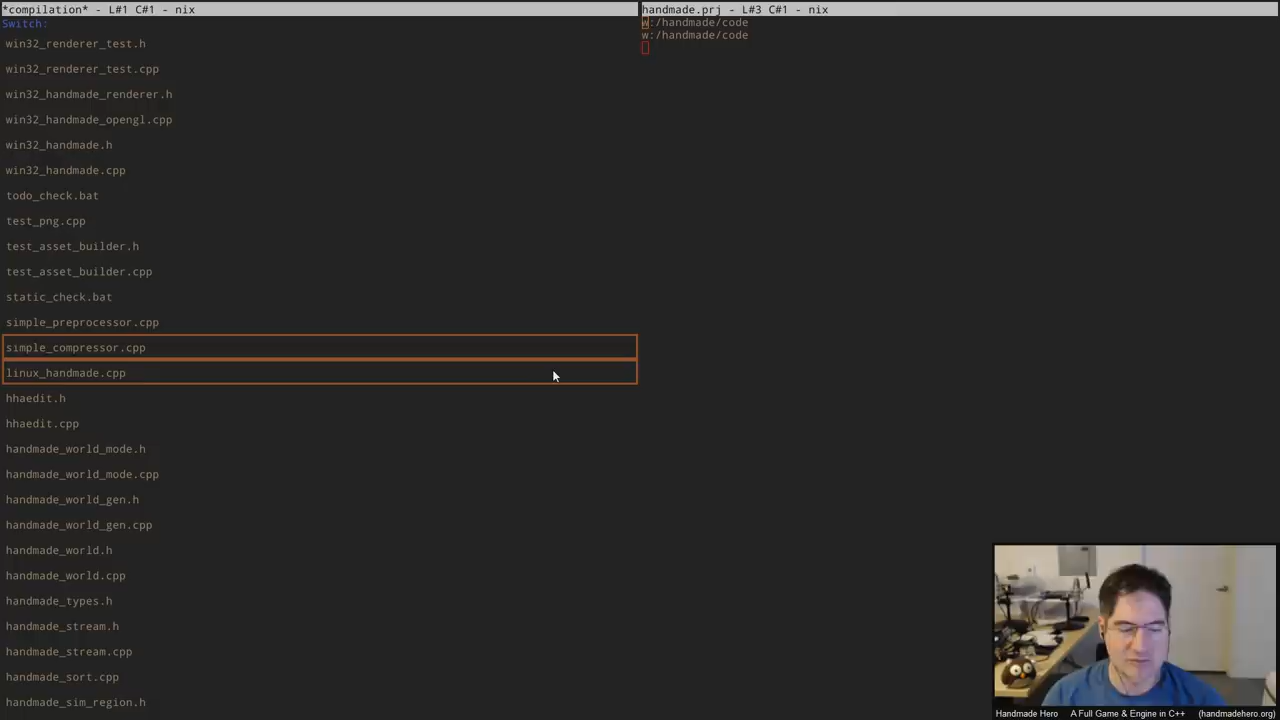 *compilation* - L#1 C#1 - nix
Switch:
win32_renderer_test.h
win32_renderer_test.cpp
win32_handmade_renderer.h
win32_handmade_opengl.cpp
win32_handmade.h
win32_handmade.cpp
todo_check.bat
test_png.cpp
test_asset_builder.h
test_asset_builder.cpp
static_check.bat
simple_preprocessor.cpp
simple_compressor.cpp
linux_handmade.cpp
hhaedit.h
hhaedit.cpp
handmade_world_mode.h
handmade_world_mode.cpp
handmade_world_gen.h
handmade_world_gen.cpp
handmade_world.h
handmade_world.cpp
handmade_types.h
handmade_stream.h
handmade_stream.cpp
handmade_sort.cpp
handmade_sim_region.h
handmade.prj - L#3 C#1 - nix
w:/handmade/code
w:/handmade/code
Handmade Hero A Full Game & Engine in C++ (handmadehero.org)